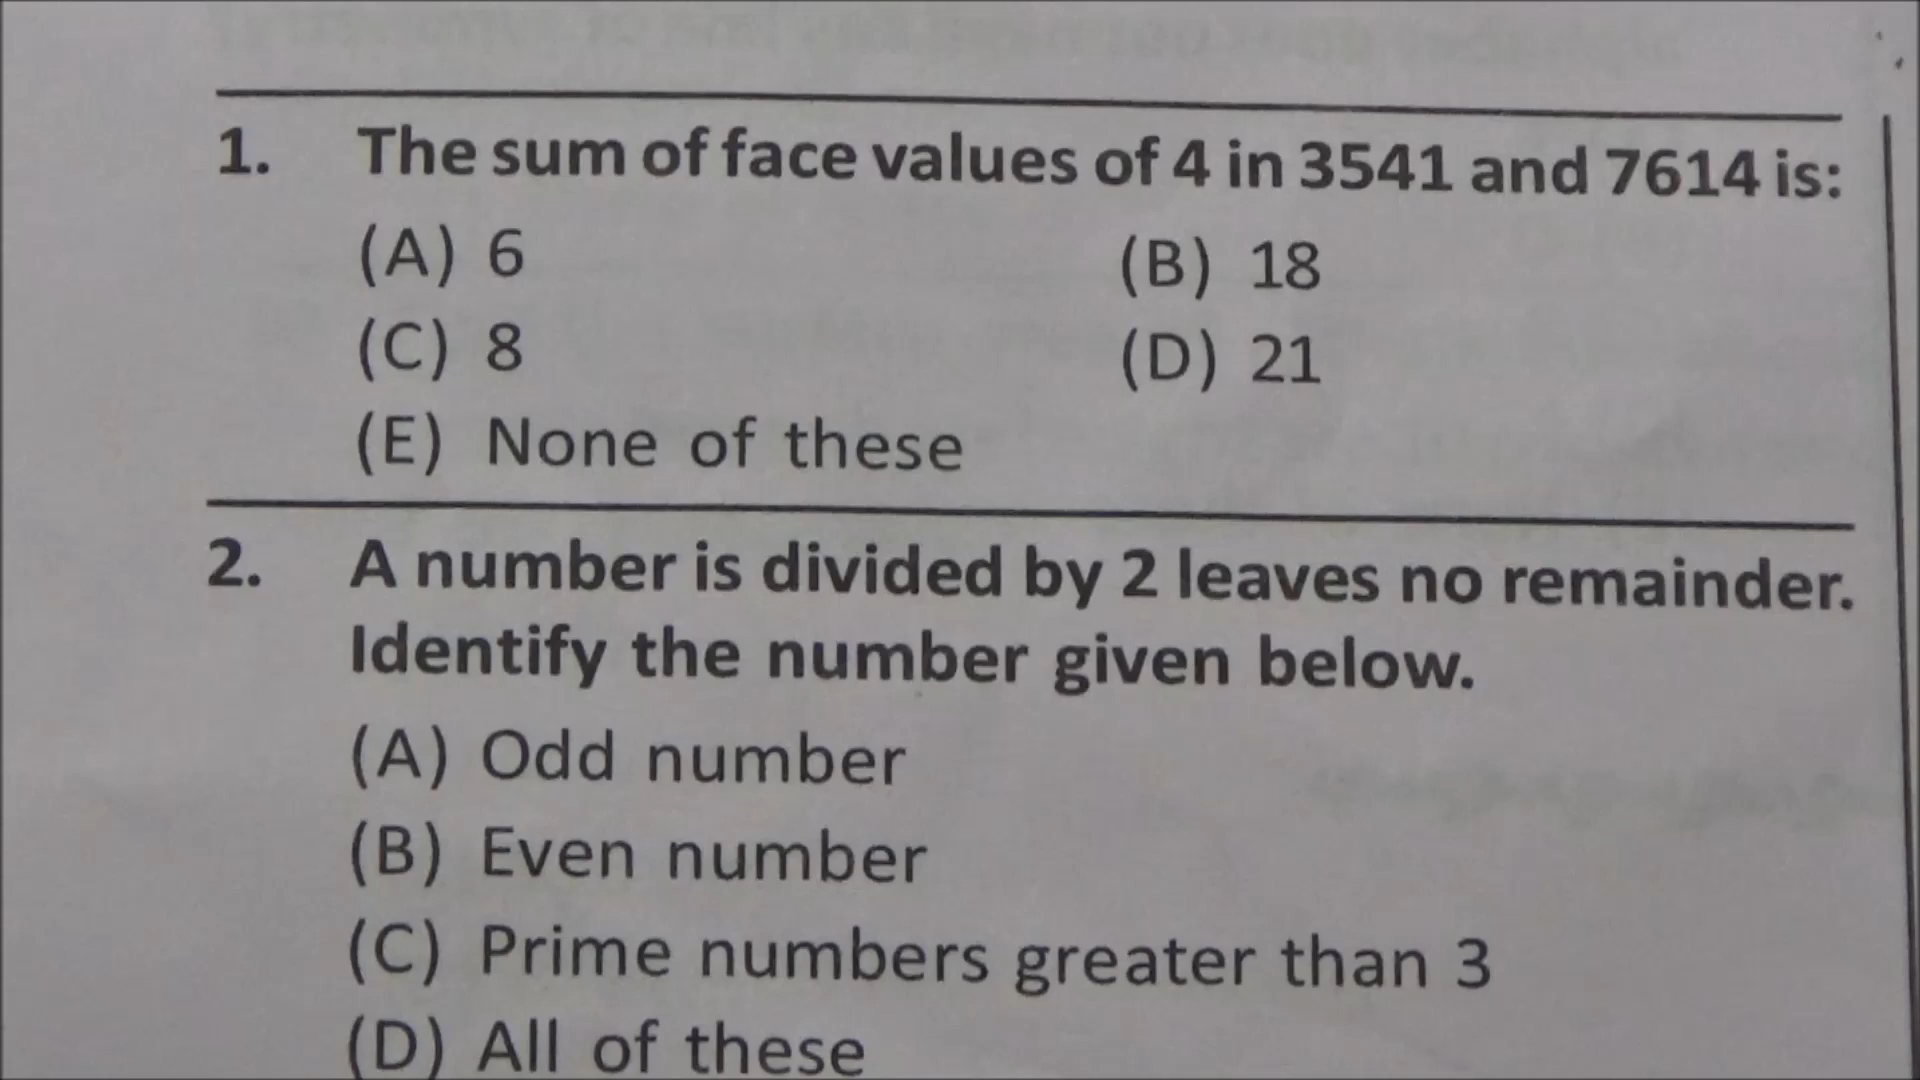 1. The sum of face values of 4 in 3541 and 7614 is:
(A) 6 (B) 18
(C) 8 (D) 21
(E) None of these
2. A number is divided by 2 leaves no remainder.
Identify the number given below.
(A) Odd number
(B) Even number
(C) Prime numbers greater than 3
(D) All of these